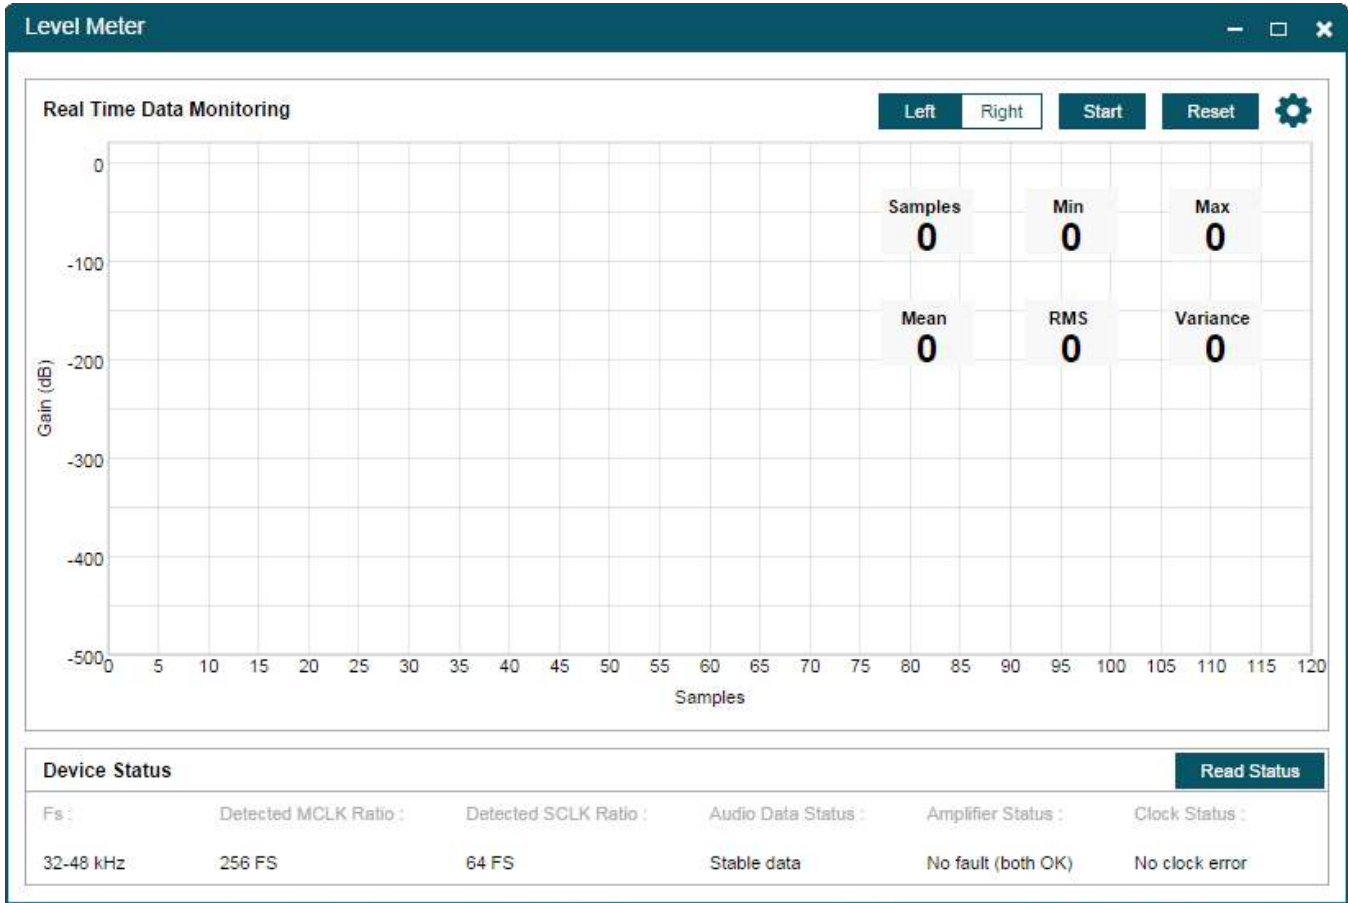 Level Meter
Real Time Data Monitoring
Left Right Start Reset
Samples Min Max
0 0 0
Mean RMS Variance
0 0 0
Gain (dB)
0
-100
-200
-300
-400
-500
0 5 10 15 20 25 30 35 40 45 50 55 60 65 70 75 80 85 90 95 100 105 110 115 120
Samples
Device Status Read Status
Fs : Detected MCLK Ratio : Detected SCLK Ratio : Audio Data Status : Amplifier Status : Clock Status :
32-48 kHz 256 FS 64 FS Stable data No fault (both OK) No clock error